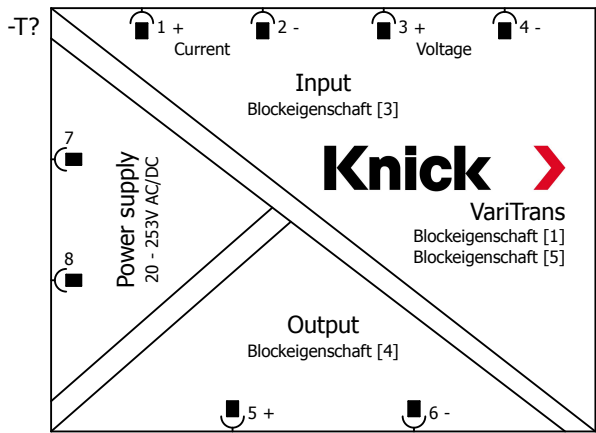 -T?
1 + 2 - 3 + 4 -
Current Voltage
Input
Blockeigenschaft [3]
7
Power supply
20 - 253V AC/DC
8
Knick
VariTrans
Blockeigenschaft [1]
Blockeigenschaft [5]
Output
Blockeigenschaft [4]
5 + 6 -